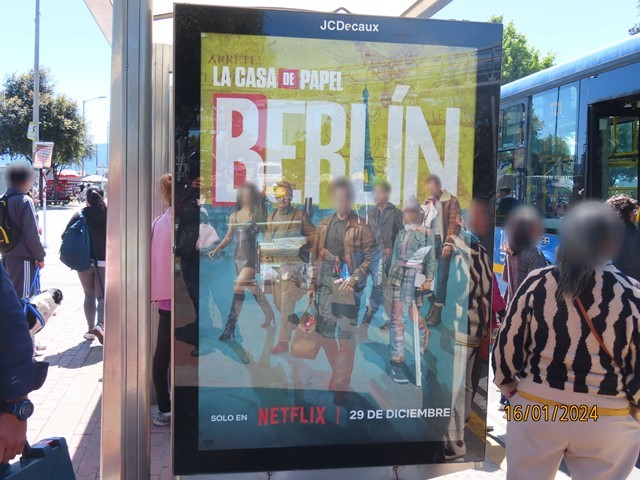 JCDecaux
ARRETE!
LA CASA DE PAPEL
BERLÍN
SOLO EN NETFLIX | 29 DE DICIEMBRE
16/01/2024